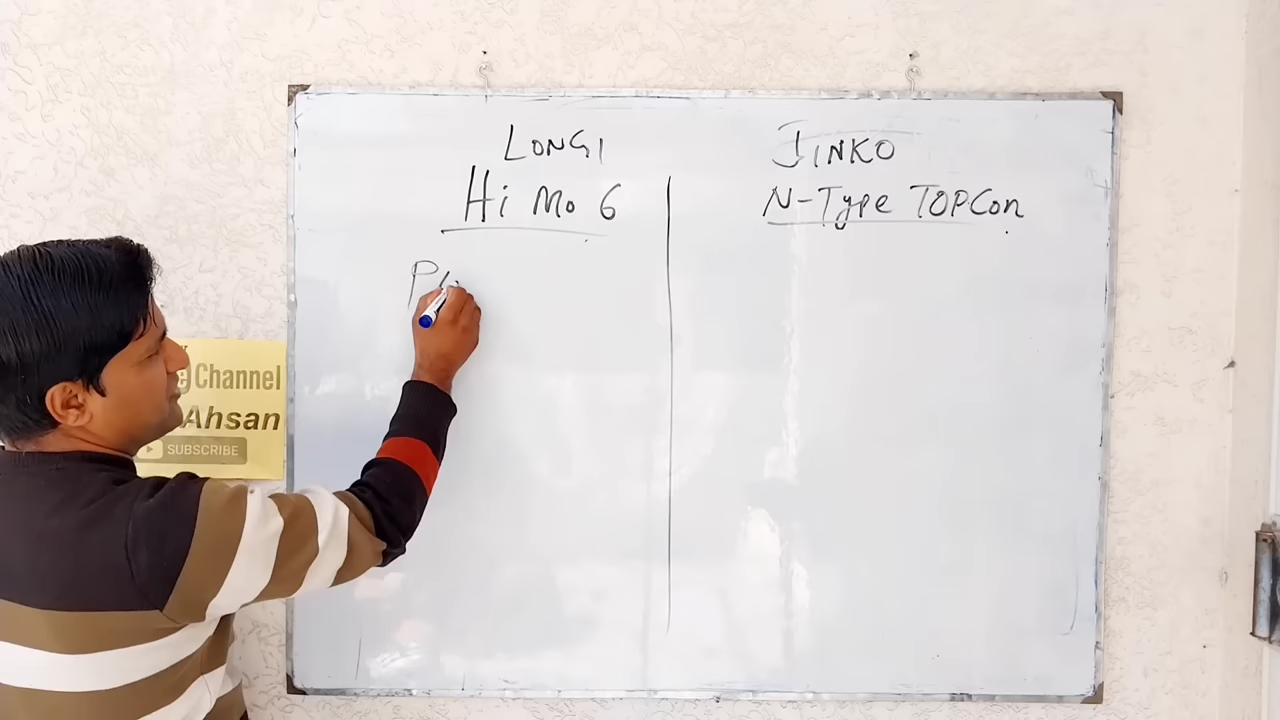 LONGI
Hi Mo 6
JINKO
N-Type TOPCon
Channel
Ahsan
SUBSCRIBE